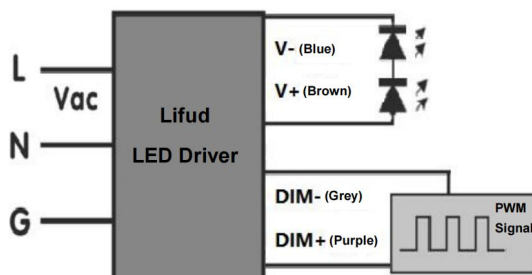 L
Vac
N
G
Lifud
LED Driver
V- (Blue)
V+ (Brown)
DIM- (Grey)
DIM+ (Purple)
PWM
Signal